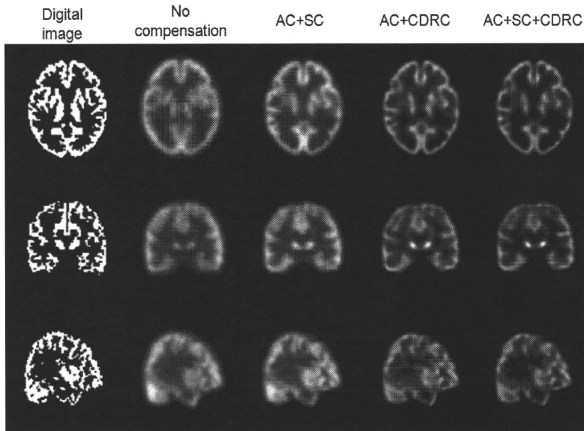 Digital
image
No
compensation
AC+SC
AC+CDRC
AC+SC+CDRC